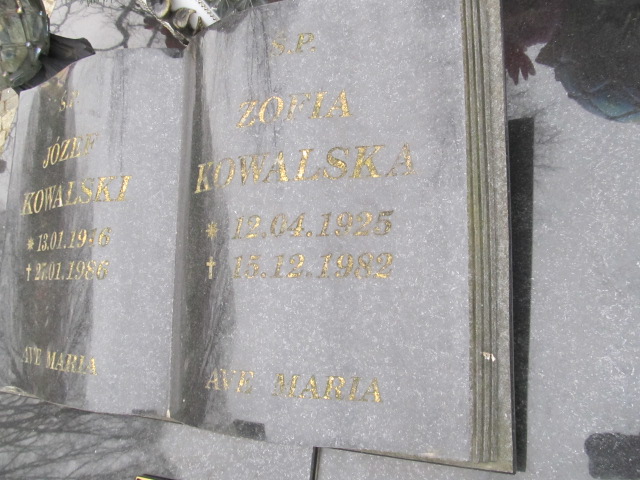 Ś.P.
JÓZEF
KOWALSKI
* 13.01.1916
† 27.01.1986
AVE MARIA
Ś.P.
ZOFIA
KOWALSKA
* 12.04.1925
† 15.12.1982
AVE MARIA